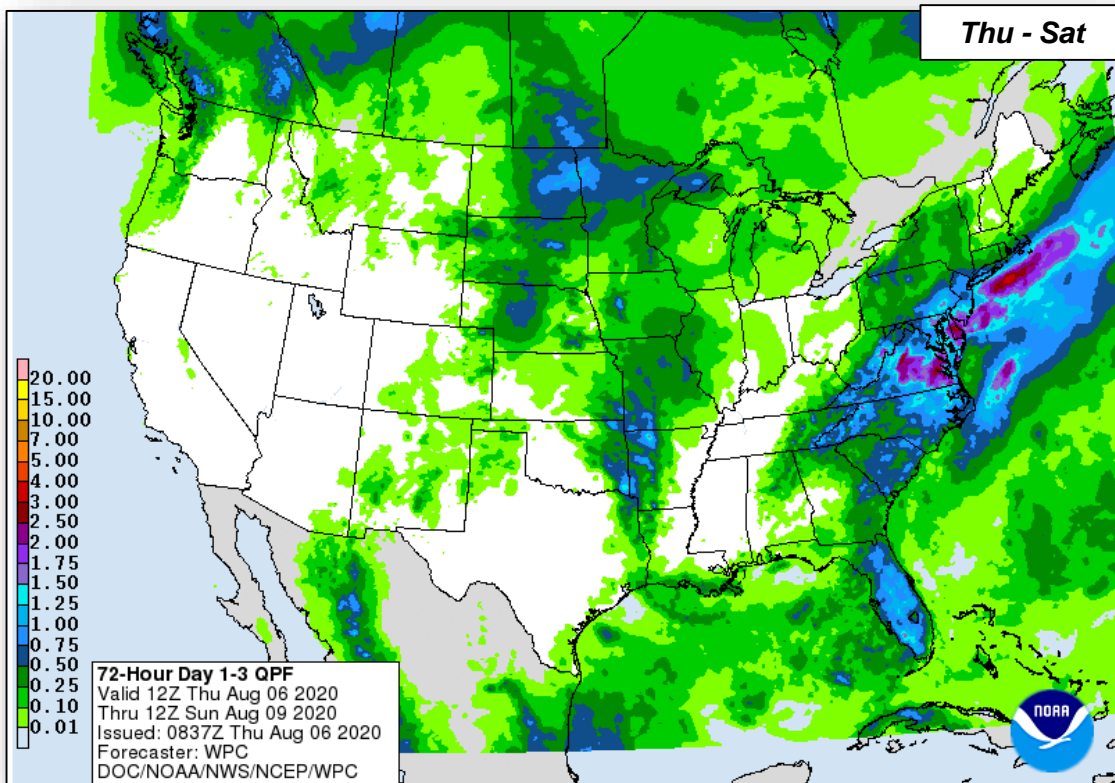 Thu - Sat
20.00
15.00
10.00
7.00
5.00
4.00
3.00
2.50
2.00
1.75
1.50
1.25
1.00
0.75
0.50
0.25
0.10
0.01
72-Hour Day 1-3 QPF
Valid 12Z Thu Aug 06 2020
Thru 12Z Sun Aug 09 2020
Issued: 0837Z Thu Aug 06 2020
Forecaster: WPC
DOC/NOAA/NWS/NCEP/WPC
NOAA